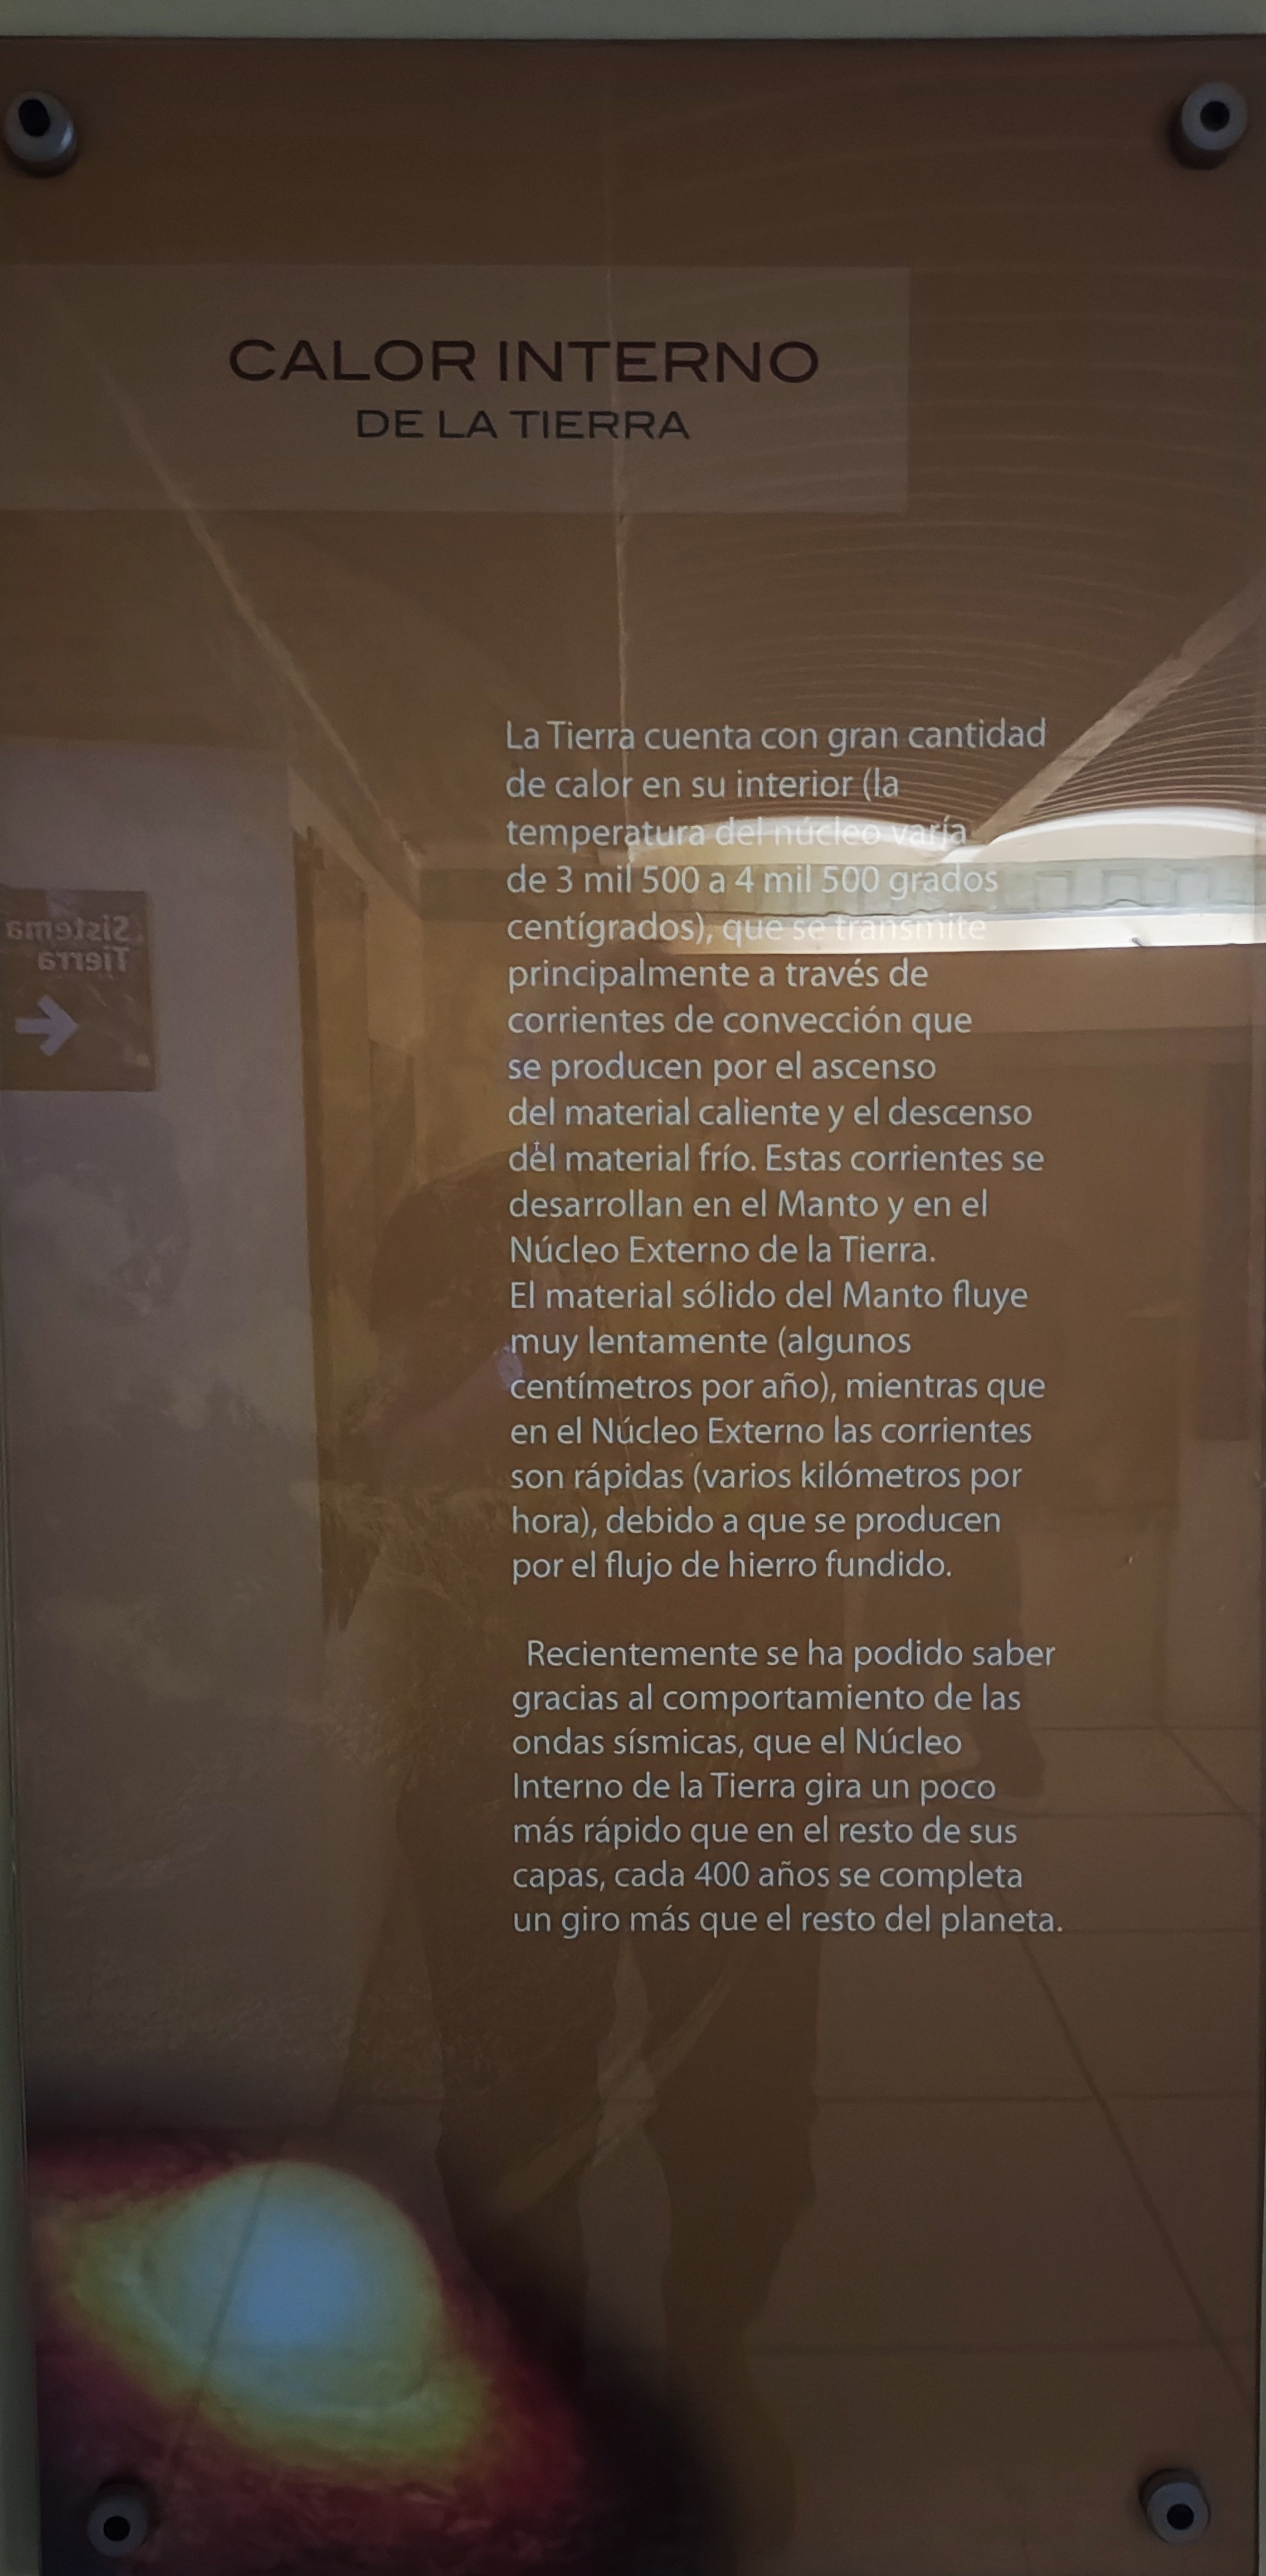 CALOR INTERNO
DE LA TIERRA
La Tierra cuenta con gran cantidad
de calor en su interior (la
temperatura del núcleo varía
de 3 mil 500 a 4 mil 500 grados
centígrados), que se transmite
principalmente a través de
corrientes de convección que
se producen por el ascenso
del material caliente y el descenso
del material frío. Estas corrientes se
desarrollan en el Manto y en el
Núcleo Externo de la Tierra.
El material sólido del Manto fluye
muy lentamente (algunos
centímetros por año), mientras que
en el Núcleo Externo las corrientes
son rápidas (varios kilómetros por
hora), debido a que se producen
por el flujo de hierro fundido.
Recientemente se ha podido saber
gracias al comportamiento de las
ondas sísmicas, que el Núcleo
Interno de la Tierra gira un poco
más rápido que en el resto de sus
capas, cada 400 años se completa
un giro más que el resto del planeta.
Sistema
Tierra